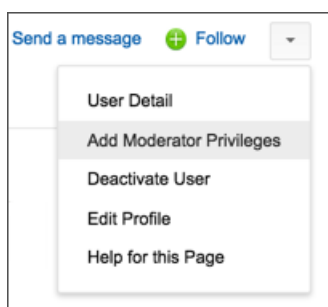 Send a message Follow
User Detail
Add Moderator Privileges
Deactivate User
Edit Profile
Help for this Page